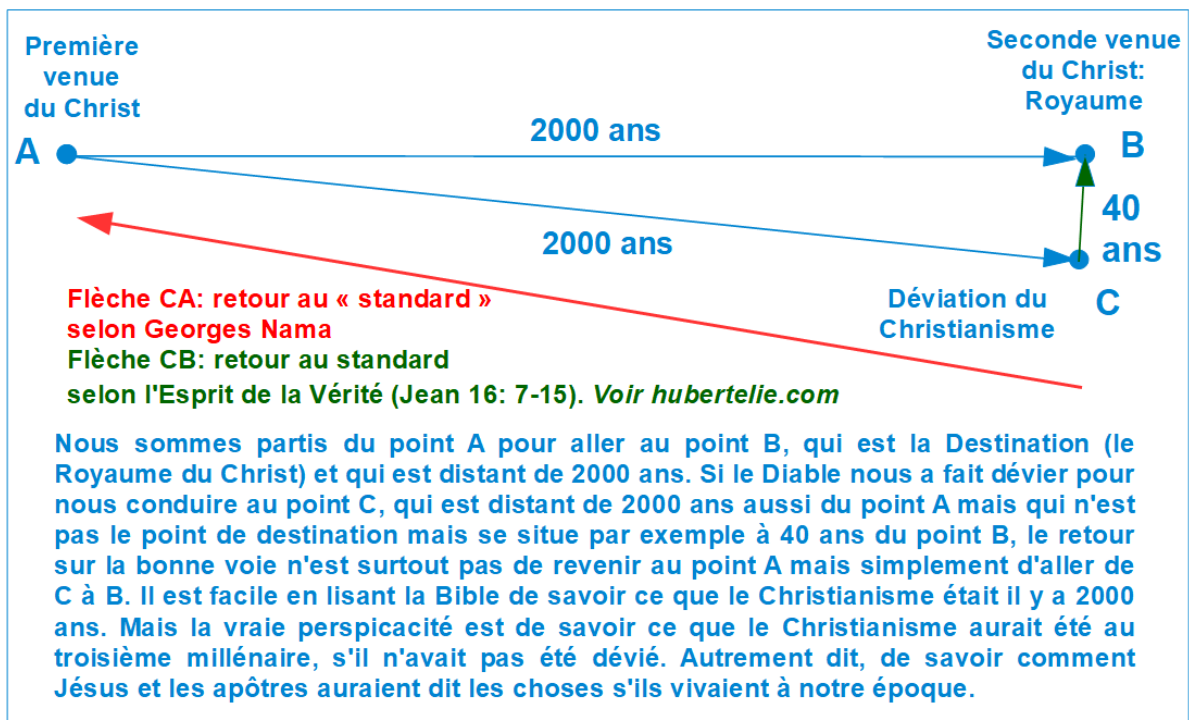 Première
venue
du Christ
Seconde venue
du Christ:
Royaume
A
2000 ans
B
2000 ans
40
ans
Déviation du
Christianisme
C
Flèche CA: retour au « standard »
selon Georges Nama
Flèche CB: retour au standard
selon l'Esprit de la Vérité (Jean 16: 7-15). Voir hubertelie.com
Nous sommes partis du point A pour aller au point B, qui est la Destination (le
Royaume du Christ) et qui est distant de 2000 ans. Si le Diable nous a fait dévier pour
nous conduire au point C, qui est distant de 2000 ans aussi du point A mais qui n'est
pas le point de destination mais se situe par exemple à 40 ans du point B, le retour
sur la bonne voie n'est surtout pas de revenir au point A mais simplement d'aller de
C à B. Il est facile en lisant la Bible de savoir ce que le Christianisme était il y a 2000
ans. Mais la vraie perspicacité est de savoir ce que le Christianisme aurait été au
troisième millénaire, s'il n'avait pas été dévié. Autrement dit, de savoir comment
Jésus et les apôtres auraient dit les choses s'ils vivaient à notre époque.